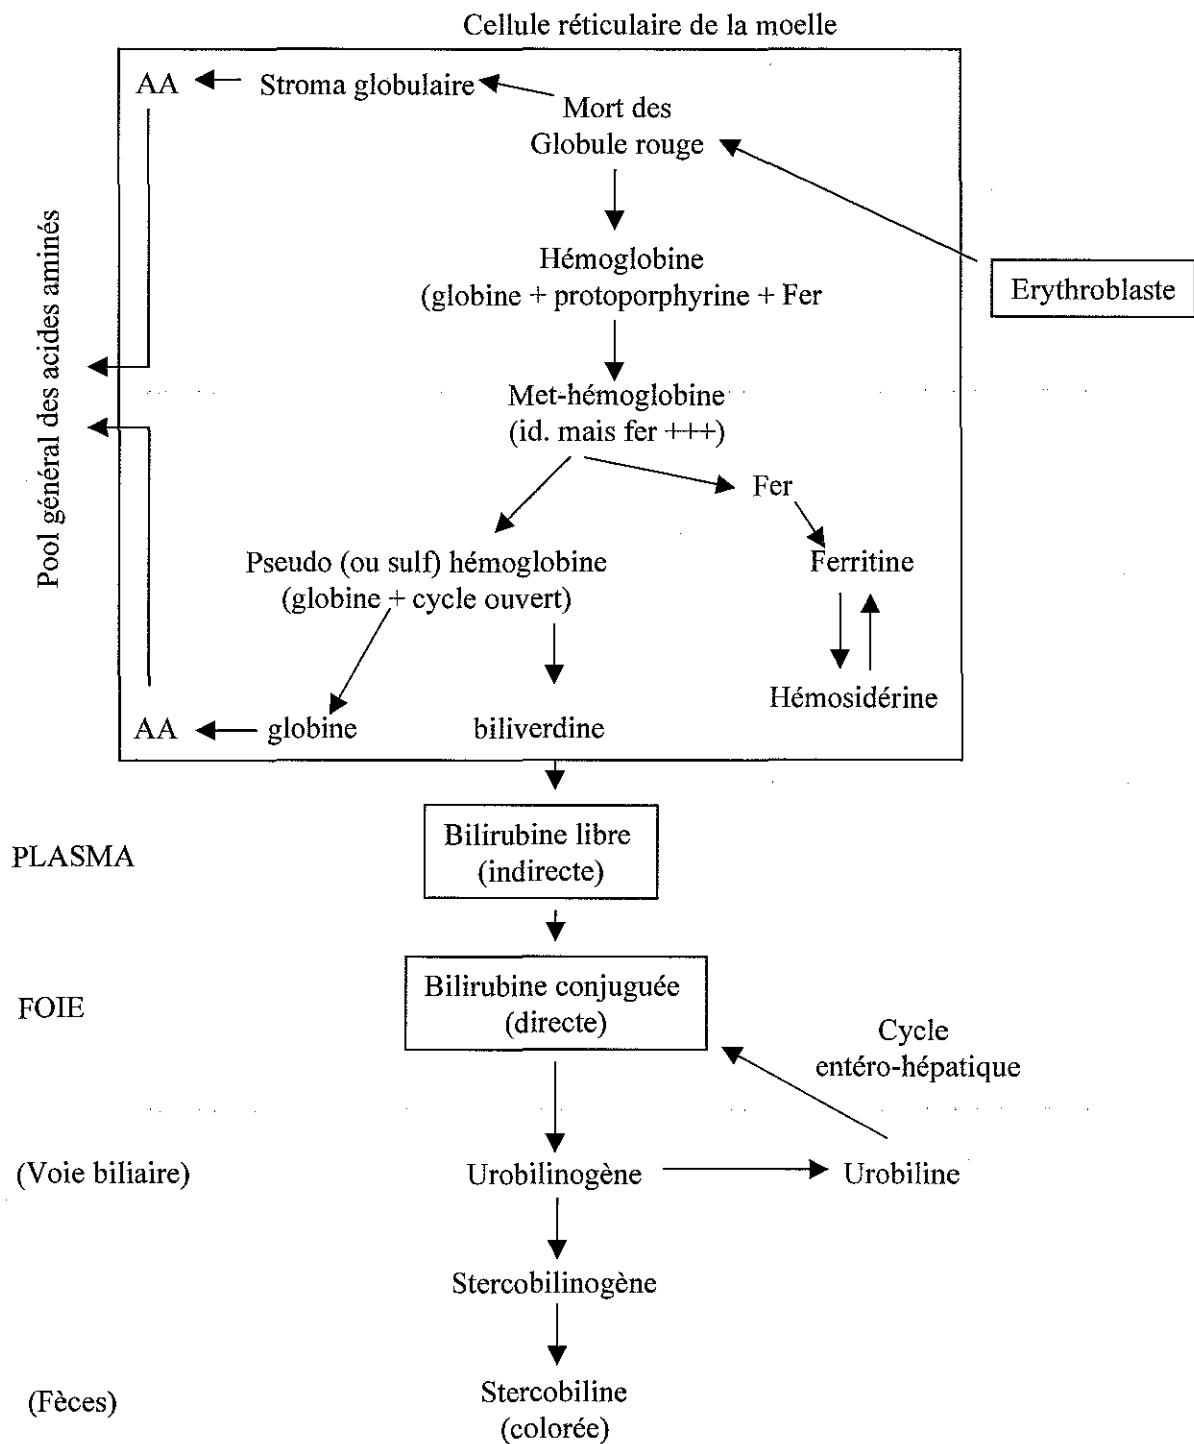 Cellule réticulaire de la moelle
AA
Stroma globulaire
Mort des
Globule rouge
Hémoglobine
(globine + protoporphyrine + Fer
Erythroblaste
Pool général des acides aminés
Met-hémoglobine
(id. mais fer +++)
Fer
Pseudo (ou sulf) hémoglobine
(globine + cycle ouvert)
Ferritine
Hémosidérine
AA
globine
biliverdine
PLASMA
Bilirubine libre
(indirecte)
FOIE
Bilirubine conjuguée
(directe)
Cycle
entéro-hépatique
(Voie biliaire)
Urobilinogène
Urobiline
Stercobilinogène
(Fèces)
Stercobiline
(colorée)